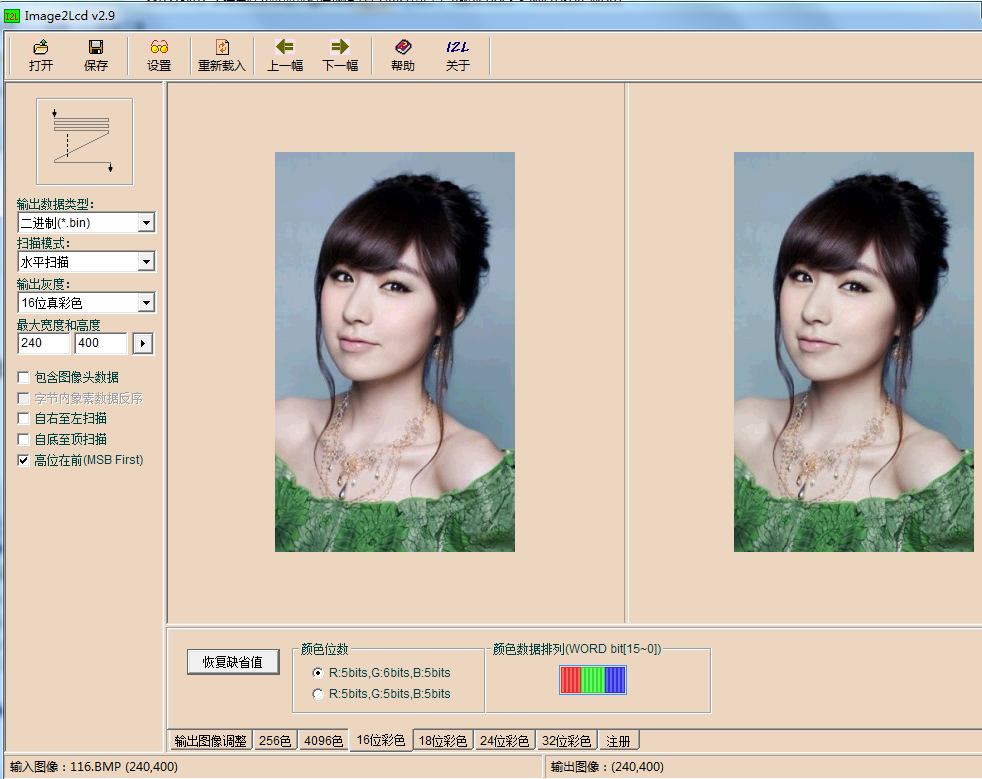 Image2Lcd v2.9
打开 保存 设置 重新载入 上一幅 下一幅 I2L 帮助 关于
输出数据类型：
二进制(*.bin)
扫描模式：
水平扫描
输出灰度：
16位真彩色
最大宽度和高度
240 400
包含图像头数据
字节内象素数据反序
自右至左扫描
自底至顶扫描
高位在前(MSB First)
恢复缺省值
颜色位数
R:5bits,G:6bits,B:5bits
R:5bits,G:5bits,B:5bits
颜色数据排列(WORD bit[15~0])
输出图像调整 256色 4096色 16位彩色 18位彩色 24位彩色 32位彩色 注册
输入图像：116.BMP (240,400)
输出图像：(240,400)